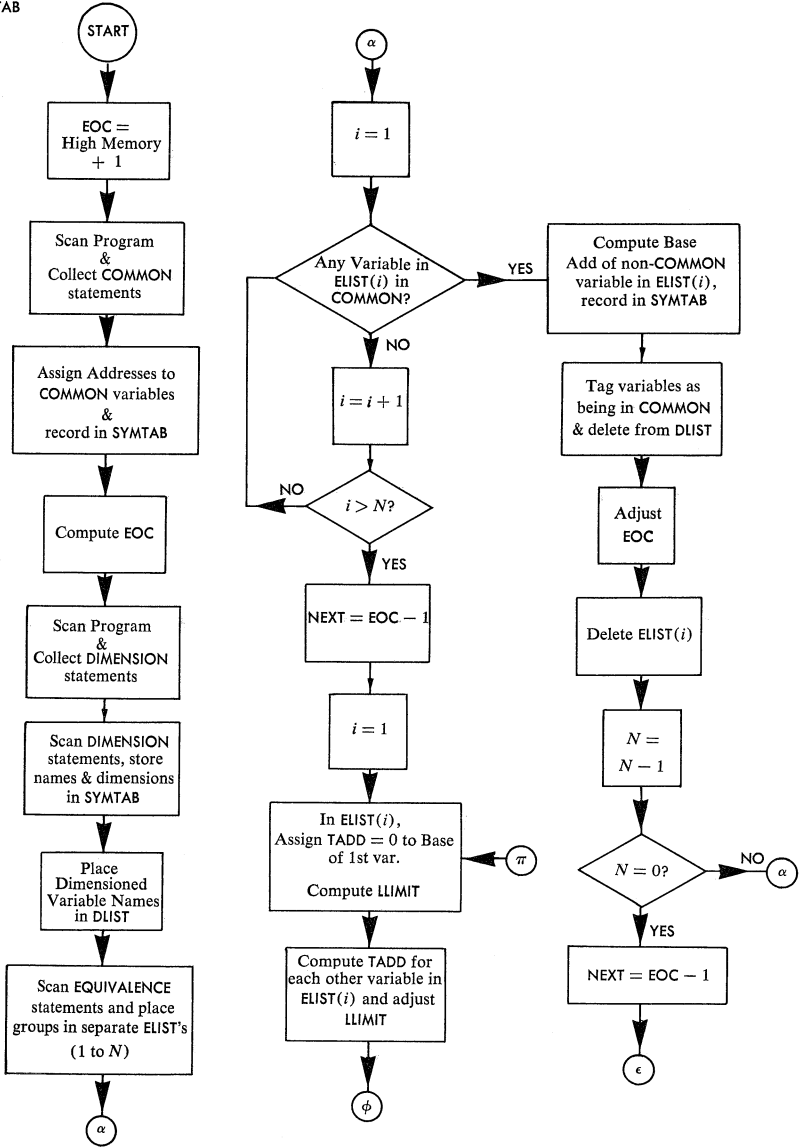 TAB
START
EOC =
High Memory
+ 1
Scan Program
&
Collect COMMON
statements
Assign Addresses to
COMMON variables
&
record in SYMTAB
Compute EOC
Scan Program
&
Collect DIMENSION
statements
Scan DIMENSION
statements, store
names & dimensions
in SYMTAB
Place
Dimensioned
Variable Names
in DLIST
Scan EQUIVALENCE
statements and place
groups in separate ELIST's
(1 to N)
α
α
i = 1
Any Variable in
ELIST(i) in
COMMON?
YES
NO
i = i + 1
i > N?
NO
YES
NEXT = EOC – 1
i = 1
In ELIST(i),
Assign TADD = 0 to Base
of 1st var.
Compute LLIMIT
π
Compute TADD for
each other variable in
ELIST(i) and adjust
LLIMIT
ϕ
Compute Base
Add of non-COMMON
variable in ELIST(i),
record in SYMTAB
Tag variables as
being in COMMON
& delete from DLIST
Adjust
EOC
Delete ELIST(i)
N =
N – 1
N = 0?
NO
α
YES
NEXT = EOC – 1
ϵ